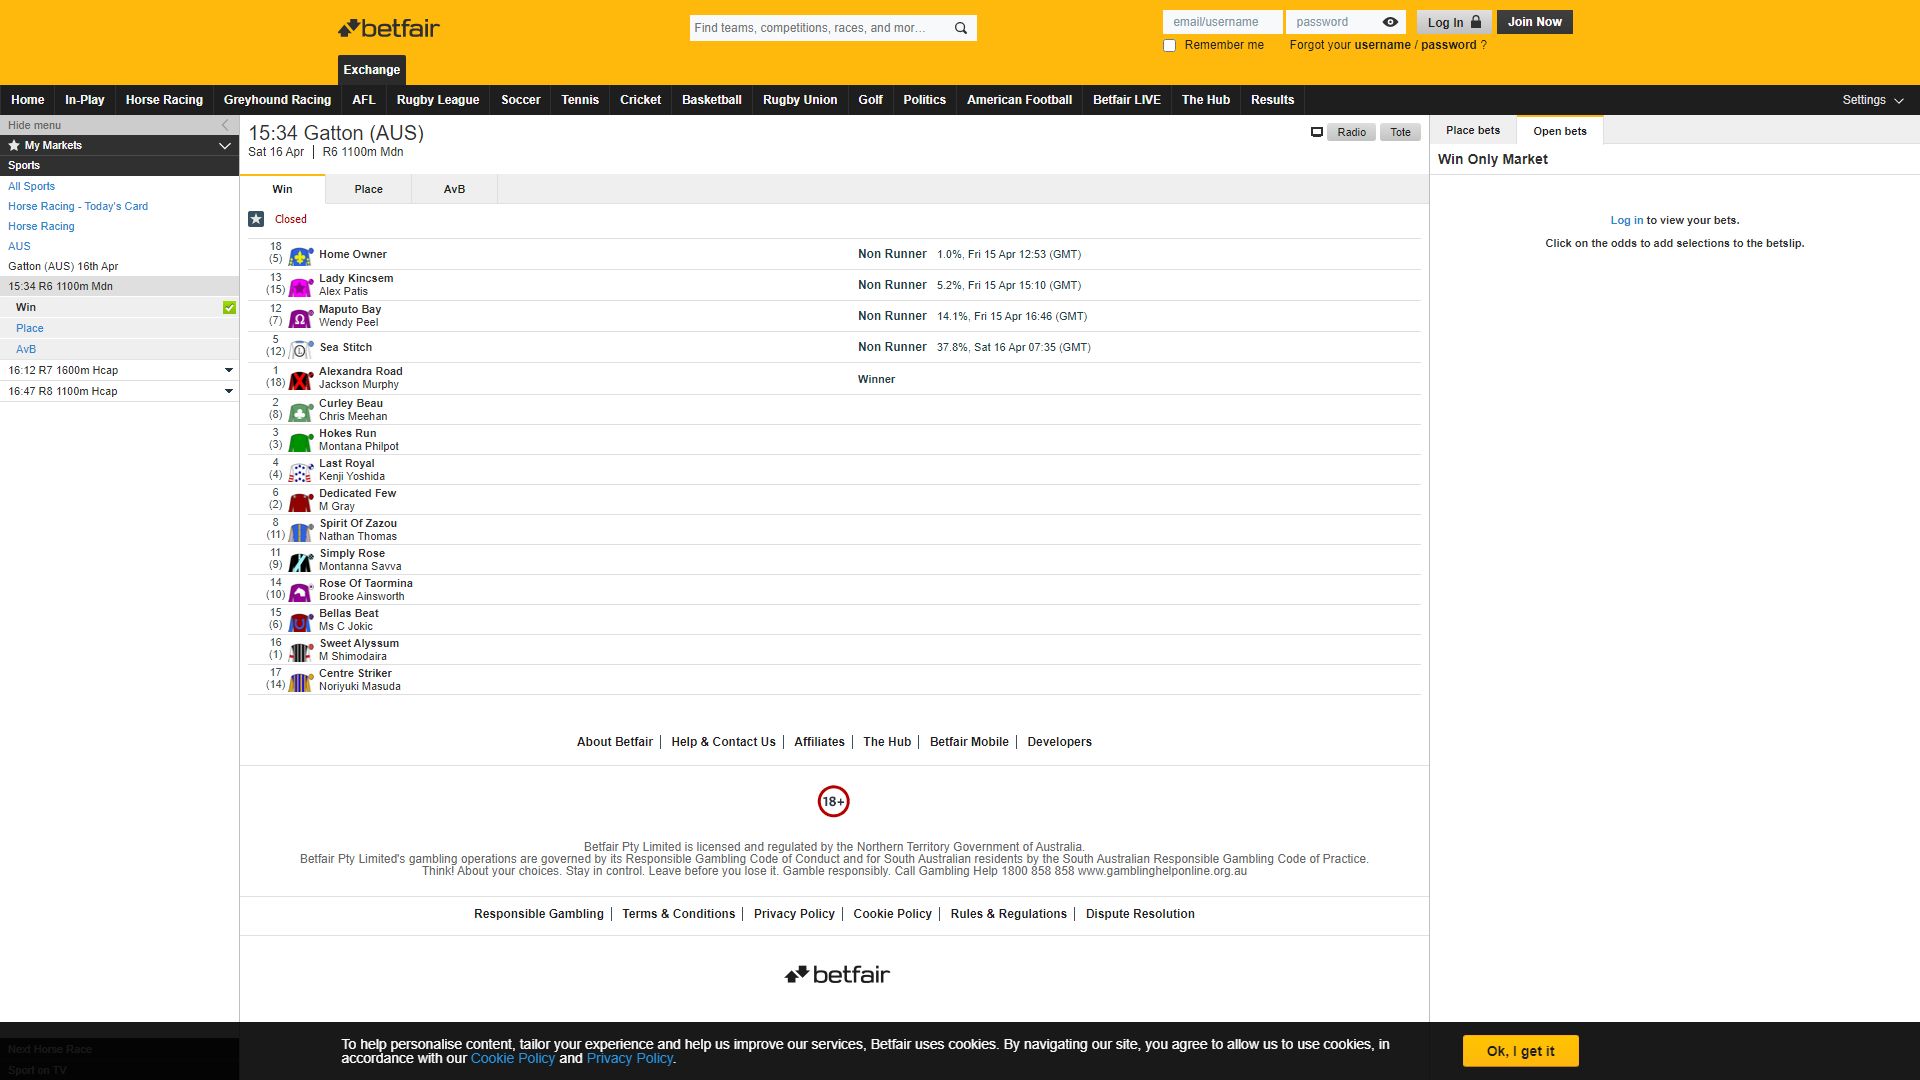 betfair
Find teams, competitions, races, and mor...
email/username
password
Log In
Join Now
Remember me
Forgot your username / password ?
Exchange
Home
In-Play
Horse Racing
Greyhound Racing
AFL
Rugby League
Soccer
Tennis
Cricket
Basketball
Rugby Union
Golf
Politics
American Football
Betfair LIVE
The Hub
Results
Settings
Hide menu
My Markets
Sports
All Sports
Horse Racing - Today's Card
Horse Racing
AUS
Gatton (AUS) 16th Apr
15:34 R6 1100m Mdn
Win
Place
AvB
16:12 R7 1600m Hcap
16:47 R8 1100m Hcap
Next Horse Race
Sport on TV
15:34 Gatton (AUS)
Sat 16 Apr | R6 1100m Mdn
Radio
Tote
Win
Place
AvB
Closed
18
(5)
Home Owner
Non Runner 1.0%, Fri 15 Apr 12:53 (GMT)
13
(15)
Lady Kincsem
Alex Patis
Non Runner 5.2%, Fri 15 Apr 15:10 (GMT)
12
(7)
Maputo Bay
Wendy Peel
Non Runner 14.1%, Fri 15 Apr 16:46 (GMT)
5
(12)
Sea Stitch
Non Runner 37.8%, Sat 16 Apr 07:35 (GMT)
1
(18)
Alexandra Road
Jackson Murphy
Winner
2
(8)
Curley Beau
Chris Meehan
3
(3)
Hokes Run
Montana Philpot
4
(4)
Last Royal
Kenji Yoshida
6
(2)
Dedicated Few
M Gray
8
(11)
Spirit Of Zazou
Nathan Thomas
11
(9)
Simply Rose
Montanna Savva
14
(10)
Rose Of Taormina
Brooke Ainsworth
15
(6)
Bellas Beat
Ms C Jokic
16
(1)
Sweet Alyssum
M Shimodaira
17
(14)
Centre Striker
Noriyuki Masuda
Place bets
Open bets
Win Only Market
Log in to view your bets.
Click on the odds to add selections to the betslip.
About Betfair | Help & Contact Us | Affiliates | The Hub | Betfair Mobile | Developers
18+
Betfair Pty Limited is licensed and regulated by the Northern Territory Government of Australia.
Betfair Pty Limited's gambling operations are governed by its Responsible Gambling Code of Conduct and for South Australian residents by the South Australian Responsible Gambling Code of Practice.
Think! About your choices. Stay in control. Leave before you lose it. Gamble responsibly. Call Gambling Help 1800 858 858 www.gamblinghelponline.org.au
Responsible Gambling | Terms & Conditions | Privacy Policy | Cookie Policy | Rules & Regulations | Dispute Resolution
betfair
To help personalise content, tailor your experience and help us improve our services, Betfair uses cookies. By navigating our site, you agree to allow us to use cookies, in
accordance with our Cookie Policy and Privacy Policy.
Ok, I get it